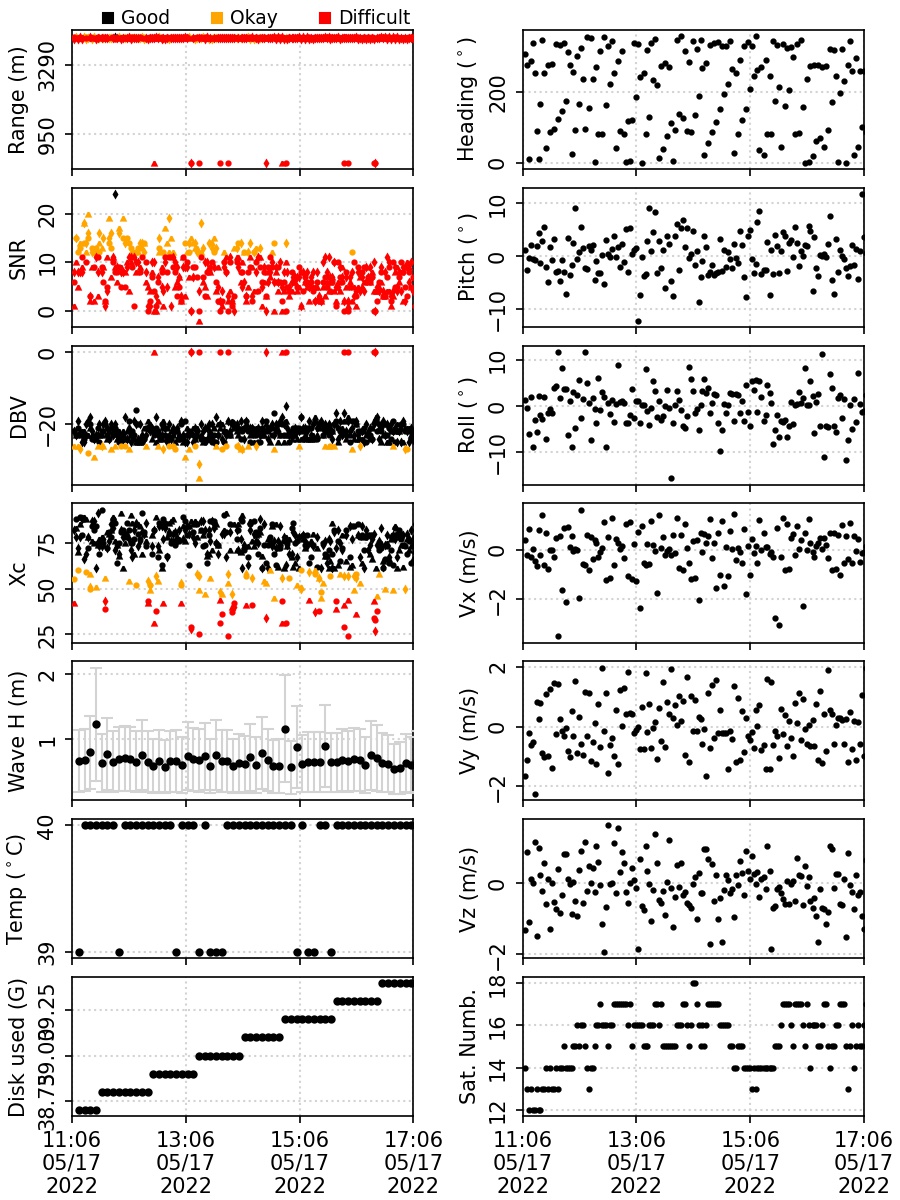 Good Okay Difficult
Range (m)
3290
950
Heading (°)
200
0
SNR
20
10
0
Pitch (°)
10
0
−10
DBV
0
−20
Roll (°)
10
0
−10
Xc
75
50
25
Vx (m/s)
0
−2
Wave H (m)
2
1
Vy (m/s)
2
0
−2
Temp (°C)
40
39
Vz (m/s)
0
−2
Disk used (G)
39.25
39.00
38.75
Sat. Numb.
18
16
14
12
11:06 13:06 15:06 17:06 11:06 13:06 15:06 17:06
05/17 05/17 05/17 05/17 05/17 05/17 05/17 05/17
2022 2022 2022 2022 2022 2022 2022 2022